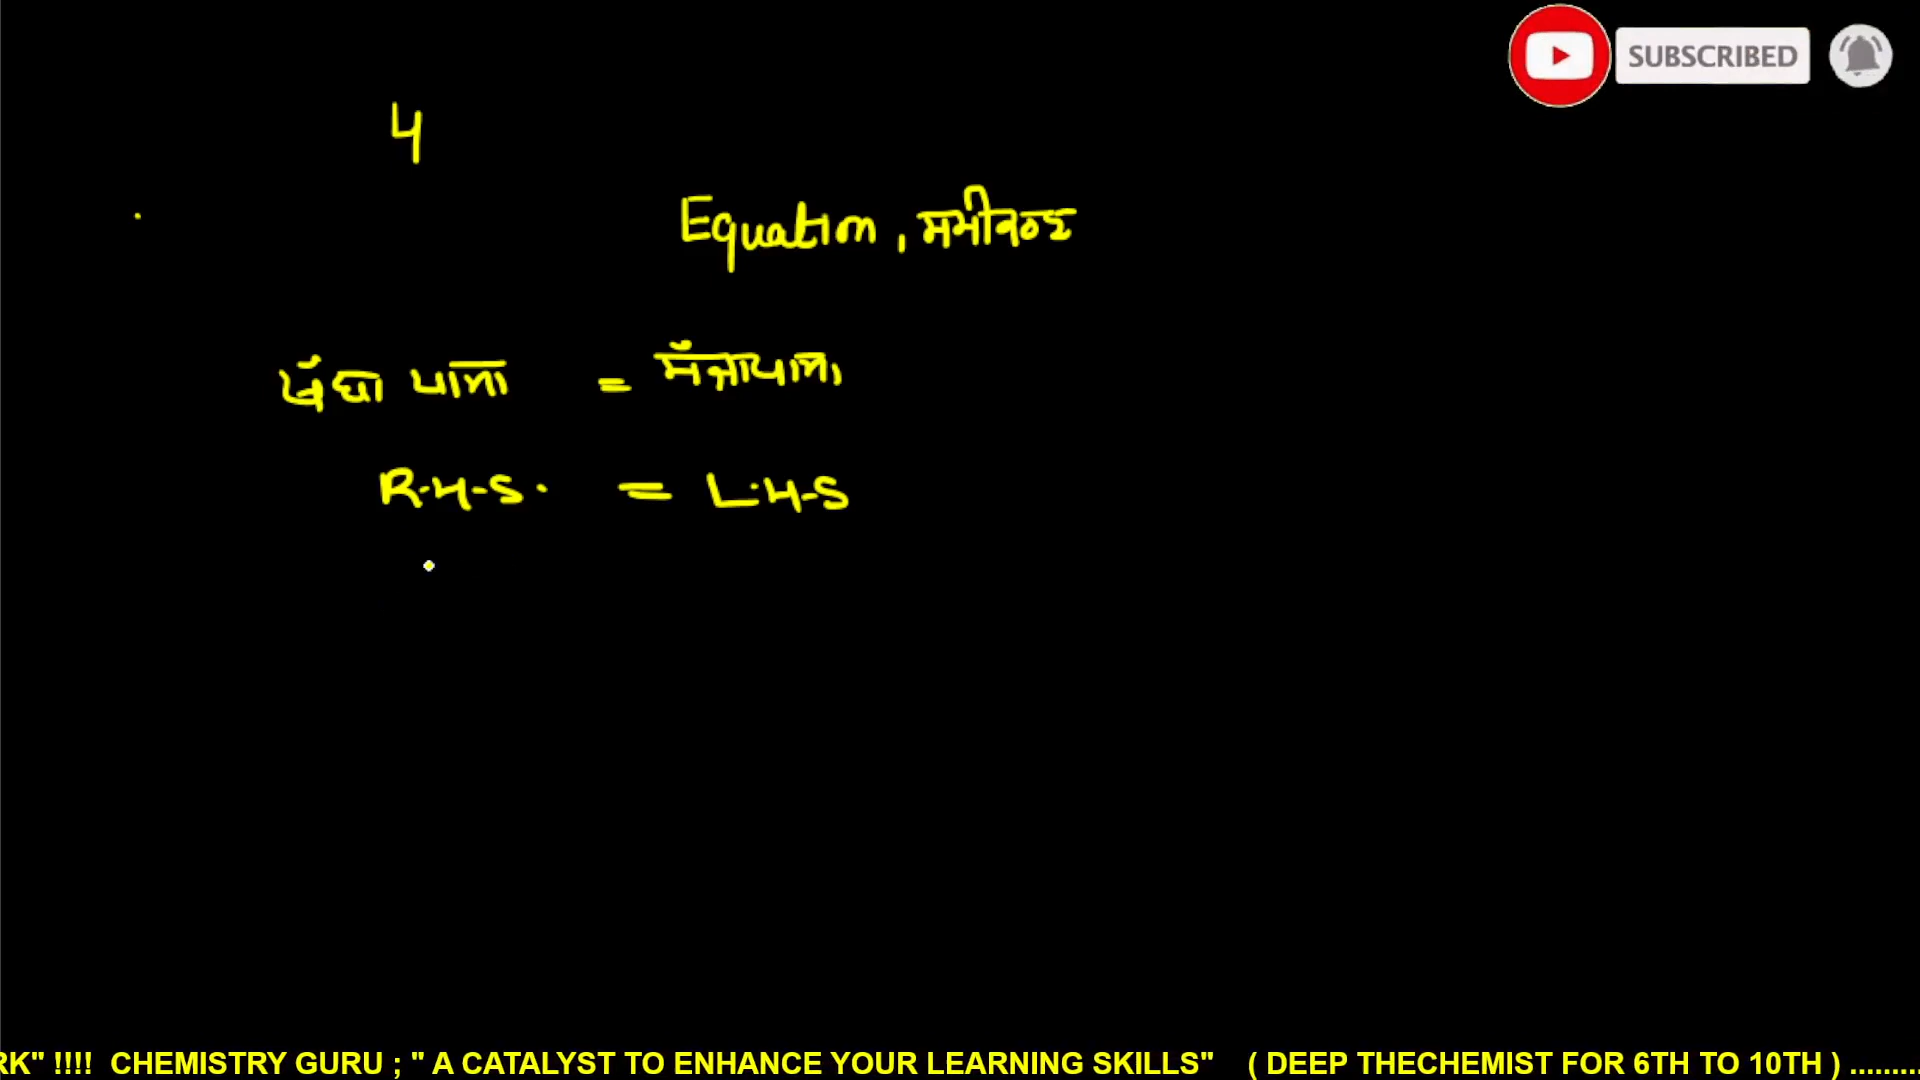 SUBSCRIBED
4
Equation, ਸਮੀਕਰਣ
ਖੱਬਾ ਪਾਸਾ = ਸੱਜਾ ਪਾਸਾ
R.H.S. = L.H.S
RK" !!!! CHEMISTRY GURU ; " A CATALYST TO ENHANCE YOUR LEARNING SKILLS" ( DEEP THECHEMIST FOR 6TH TO 10TH ) .........